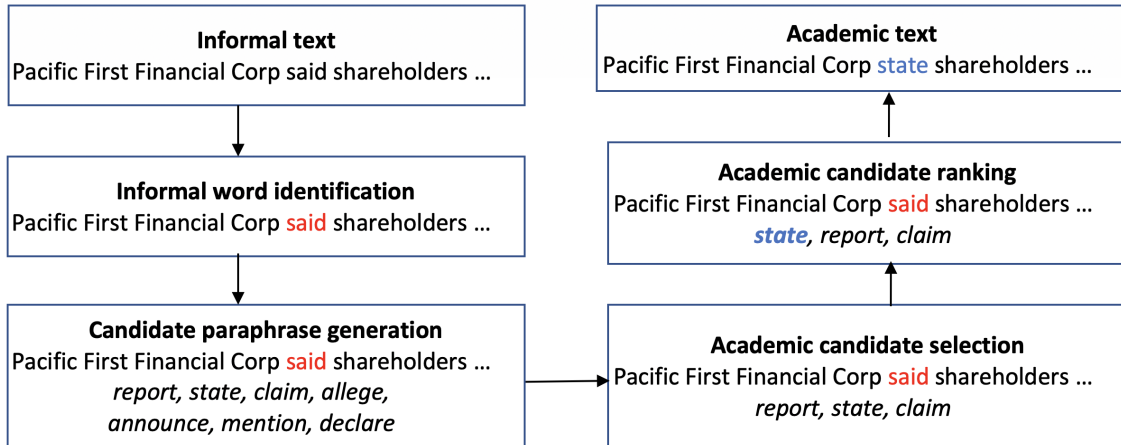 Informal text
Pacific First Financial Corp said shareholders ...
Informal word identification
Pacific First Financial Corp said shareholders ...
Candidate paraphrase generation
Pacific First Financial Corp said shareholders ...
report, state, claim, allege,
announce, mention, declare
Academic candidate selection
Pacific First Financial Corp said shareholders ...
report, state, claim
Academic candidate ranking
Pacific First Financial Corp said shareholders ...
state, report, claim
Academic text
Pacific First Financial Corp state shareholders ...